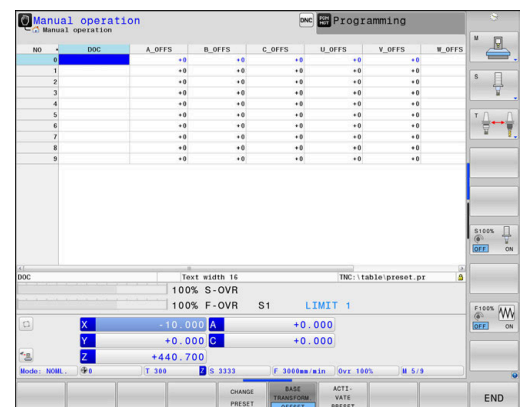 Manual operation
DNC
Programming
Manual operation
NO DOC A_OFFS B_OFFS C_OFFS U_OFFS V_OFFS W_OFFS
0 +0 +0 +0 +0 +0
1 +0 +0 +0 +0 +0
2 +0 +0 +0 +0 +0
3 +0 +0 +0 +0 +0
4 +0 +0 +0 +0 +0
5 +0 +0 +0 +0 +0
6 +0 +0 +0 +0 +0
7 +0 +0 +0 +0 +0
8 +0 +0 +0 +0 +0
9 +0 +0 +0 +0 +0
DOC Text width 16 TNC:\table\preset.pr
100% S-OVR
100% F-OVR S1 LIMIT 1
X -10.000 A +0.000
Y +0.000 C +0.000
Z +440.700
Mode: NOML. 0 T 300 Z S 3333 F 3000mm/min Ovr 100% M 5/9
CHANGE PRESET
BASE TRANSFORM. OFFSET
ACTI- VATE PRESET
END
M
S
T
S100%
OFF ON
F100%
OFF ON